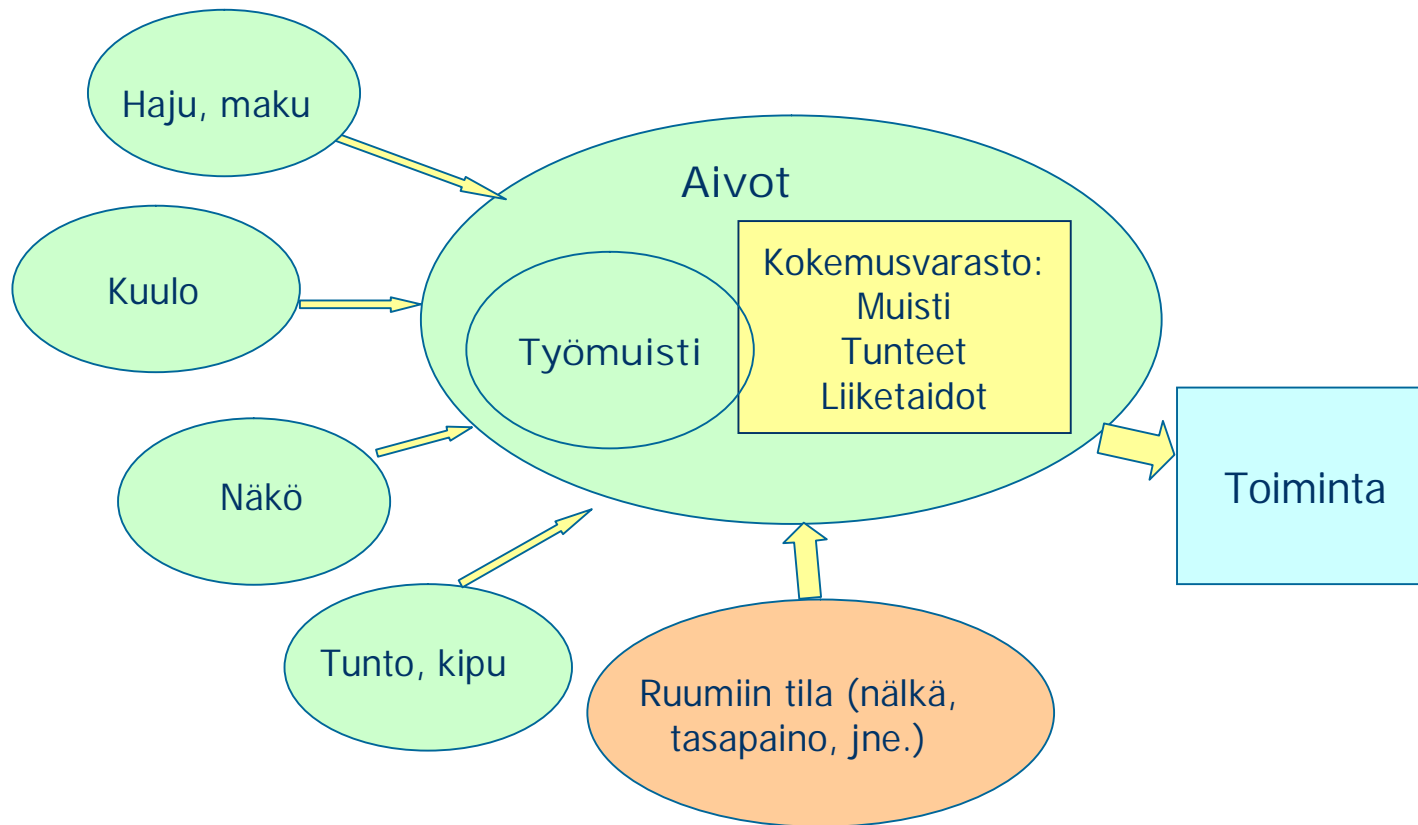 Haju, maku
Aivot
Kuulo
Työmuisti
Kokemusvarasto:
Muisti
Tunteet
Liiketaidot
Näkö
Toiminta
Tunto, kipu
Ruumiin tila (nälkä,
tasapaino, jne.)